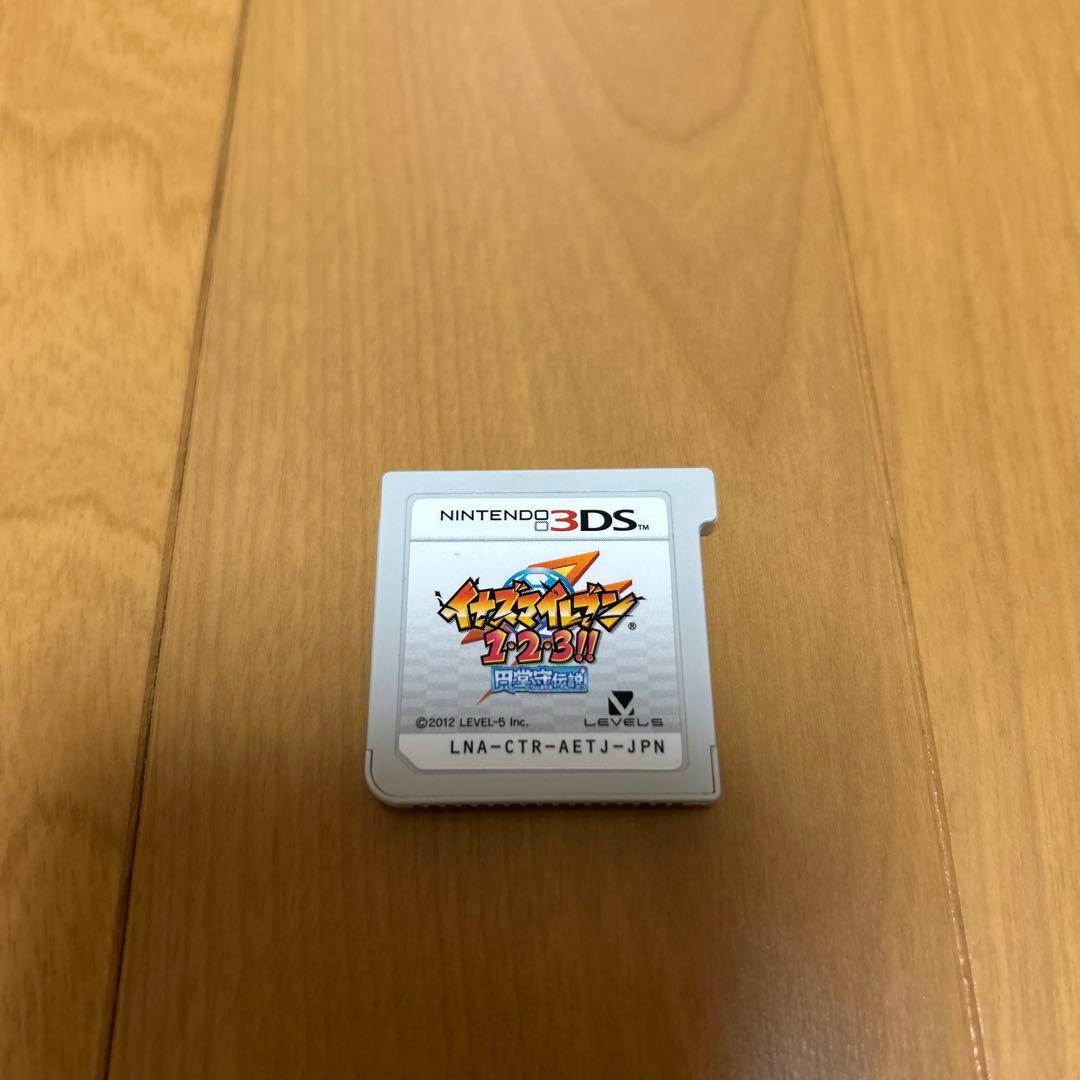 NINTENDO 3DS™
イナズマイレブン®
1・2・3!!
円堂守伝説
©2012 LEVEL-5 Inc.
LEVEL5
LNA-CTR-AETJ-JPN